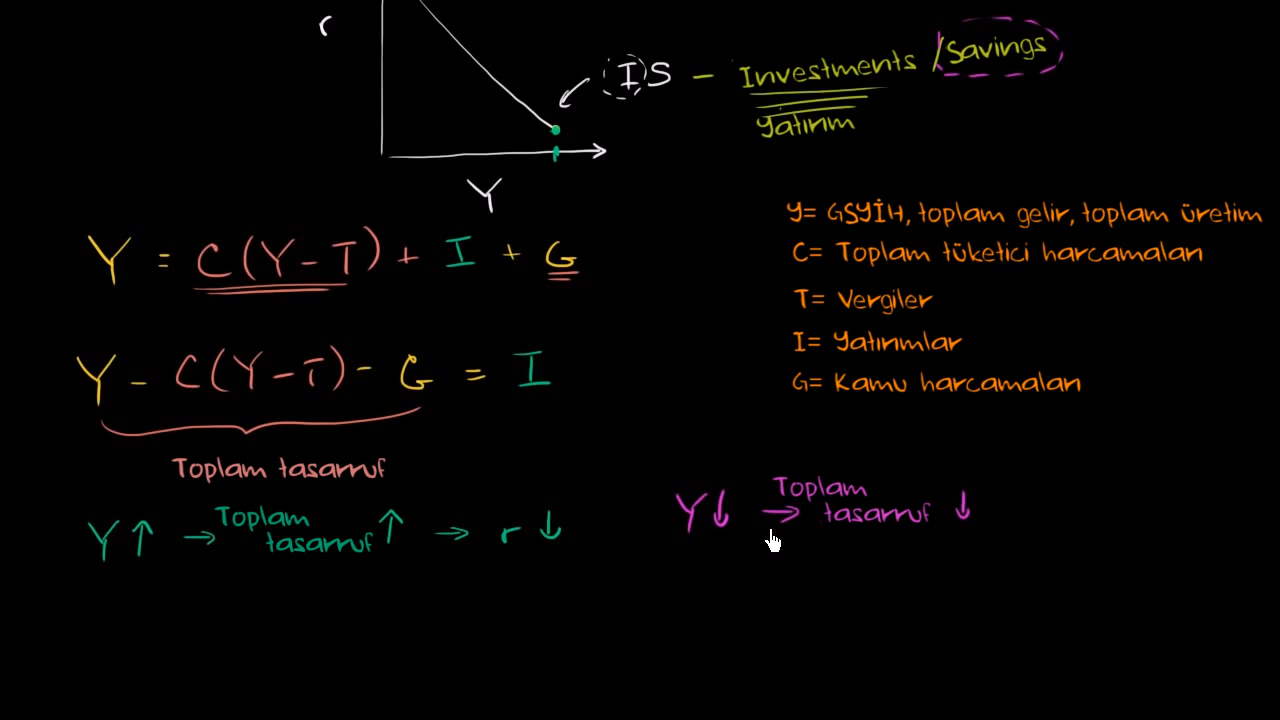 r
IS - Investments /Savings
yatırım
Y
Y = GSYİH, toplam gelir, toplam üretim
C = Toplam tüketici harcamaları
T = Vergiler
I = Yatırımlar
G = Kamu harcamaları
Y = C(Y-T) + I + G
Y - C(Y-T) - G = I
Toplam tasarruf
Y↑ → Toplam tasarruf ↑ → r ↓
Y↓ → Toplam tasarruf ↓